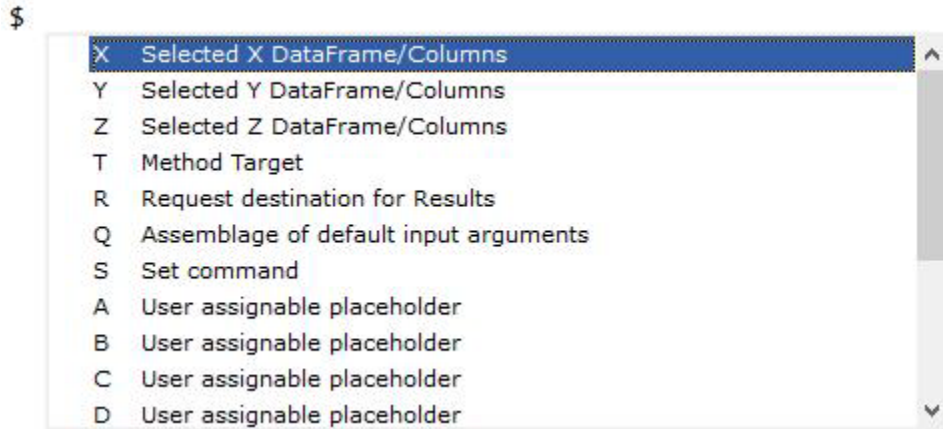 $
X Selected X DataFrame/Columns
Y Selected Y DataFrame/Columns
Z Selected Z DataFrame/Columns
T Method Target
R Request destination for Results
Q Assemblage of default input arguments
S Set command
A User assignable placeholder
B User assignable placeholder
C User assignable placeholder
D User assignable placeholder